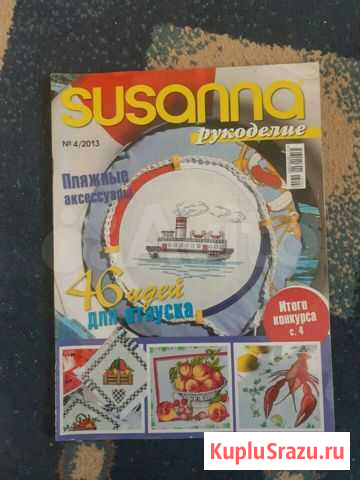 susanna
рукоделие
№ 4/2013
Пляжные
аксессуары
46 идей
для отпуска
Итоги
конкурса
с. 4
KupluSrazu.ru